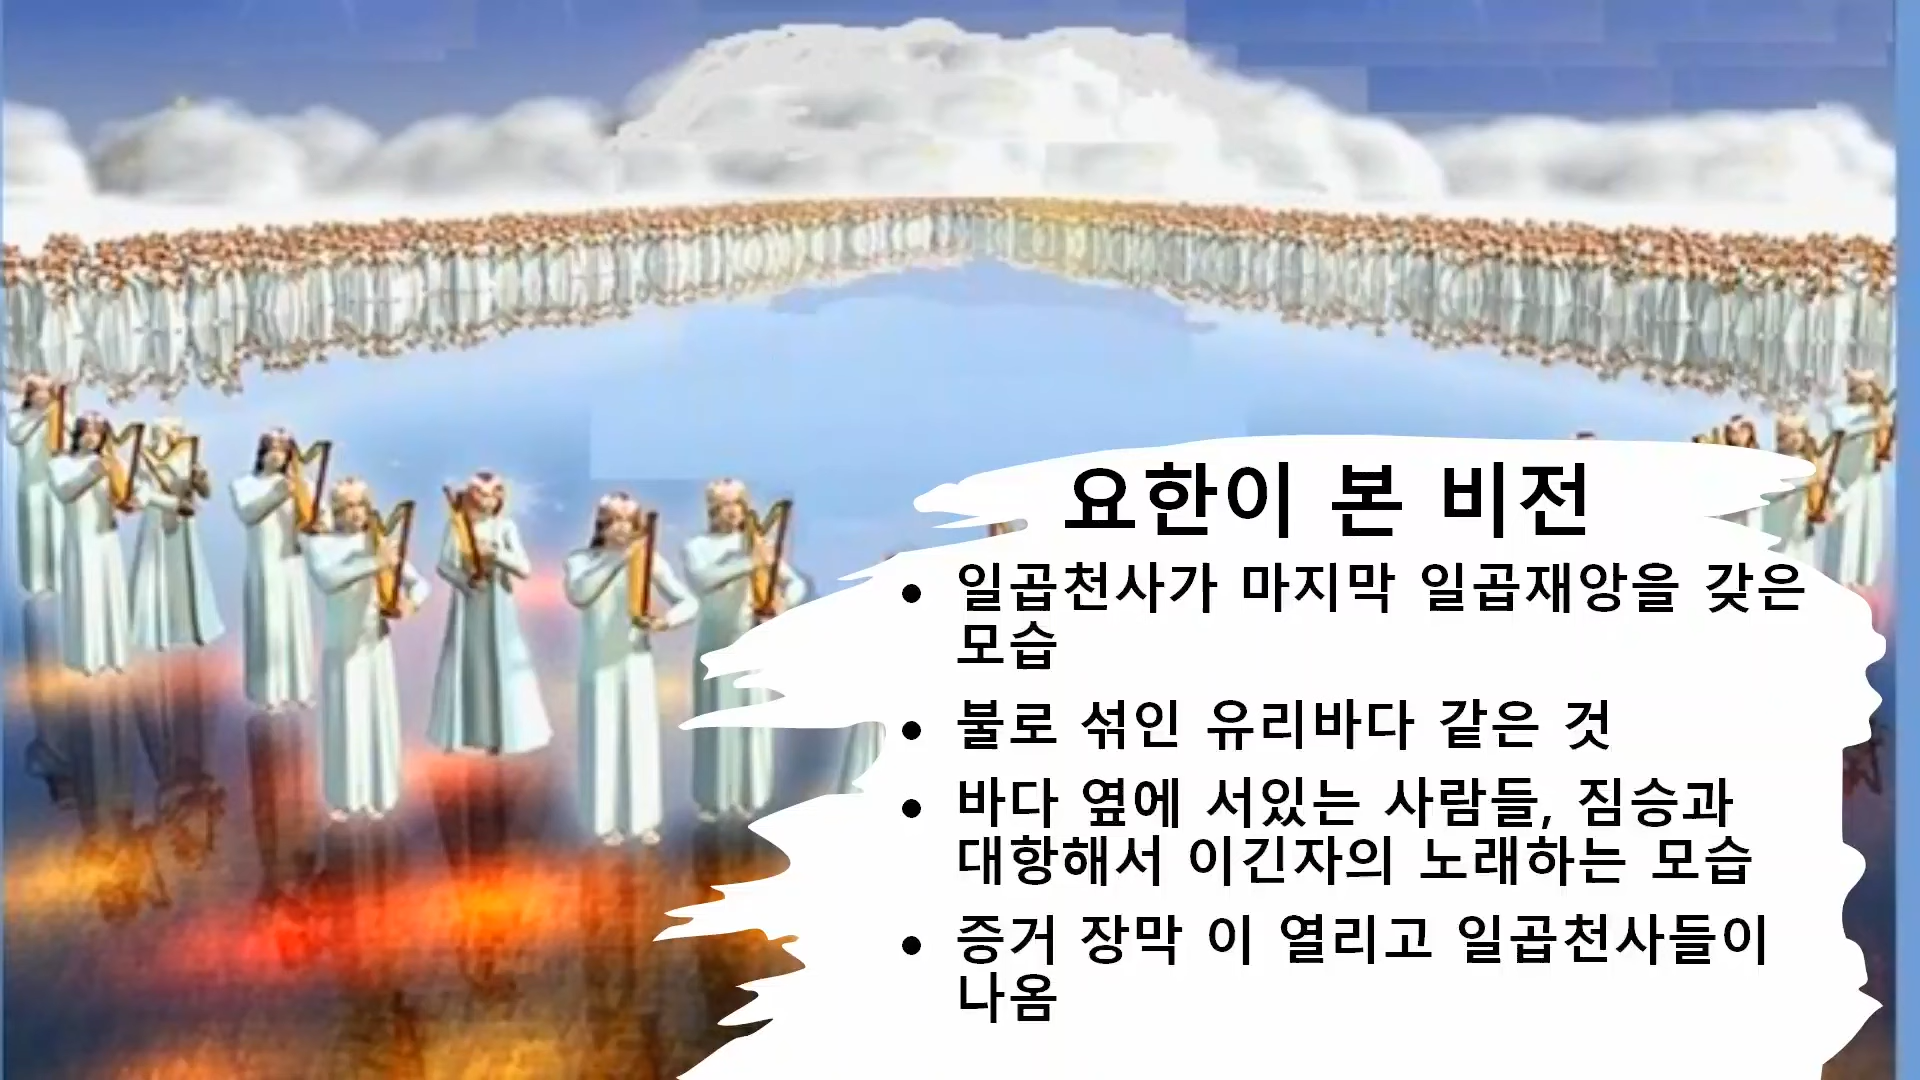 요한이 본 비전
• 일곱천사가 마지막 일곱재앙을 갖은
모습
• 불로 섞인 유리바다 같은 것
• 바다 옆에 서있는 사람들, 짐승과
대항해서 이긴자의 노래하는 모습
• 증거 장막 이 열리고 일곱천사들이
나옴